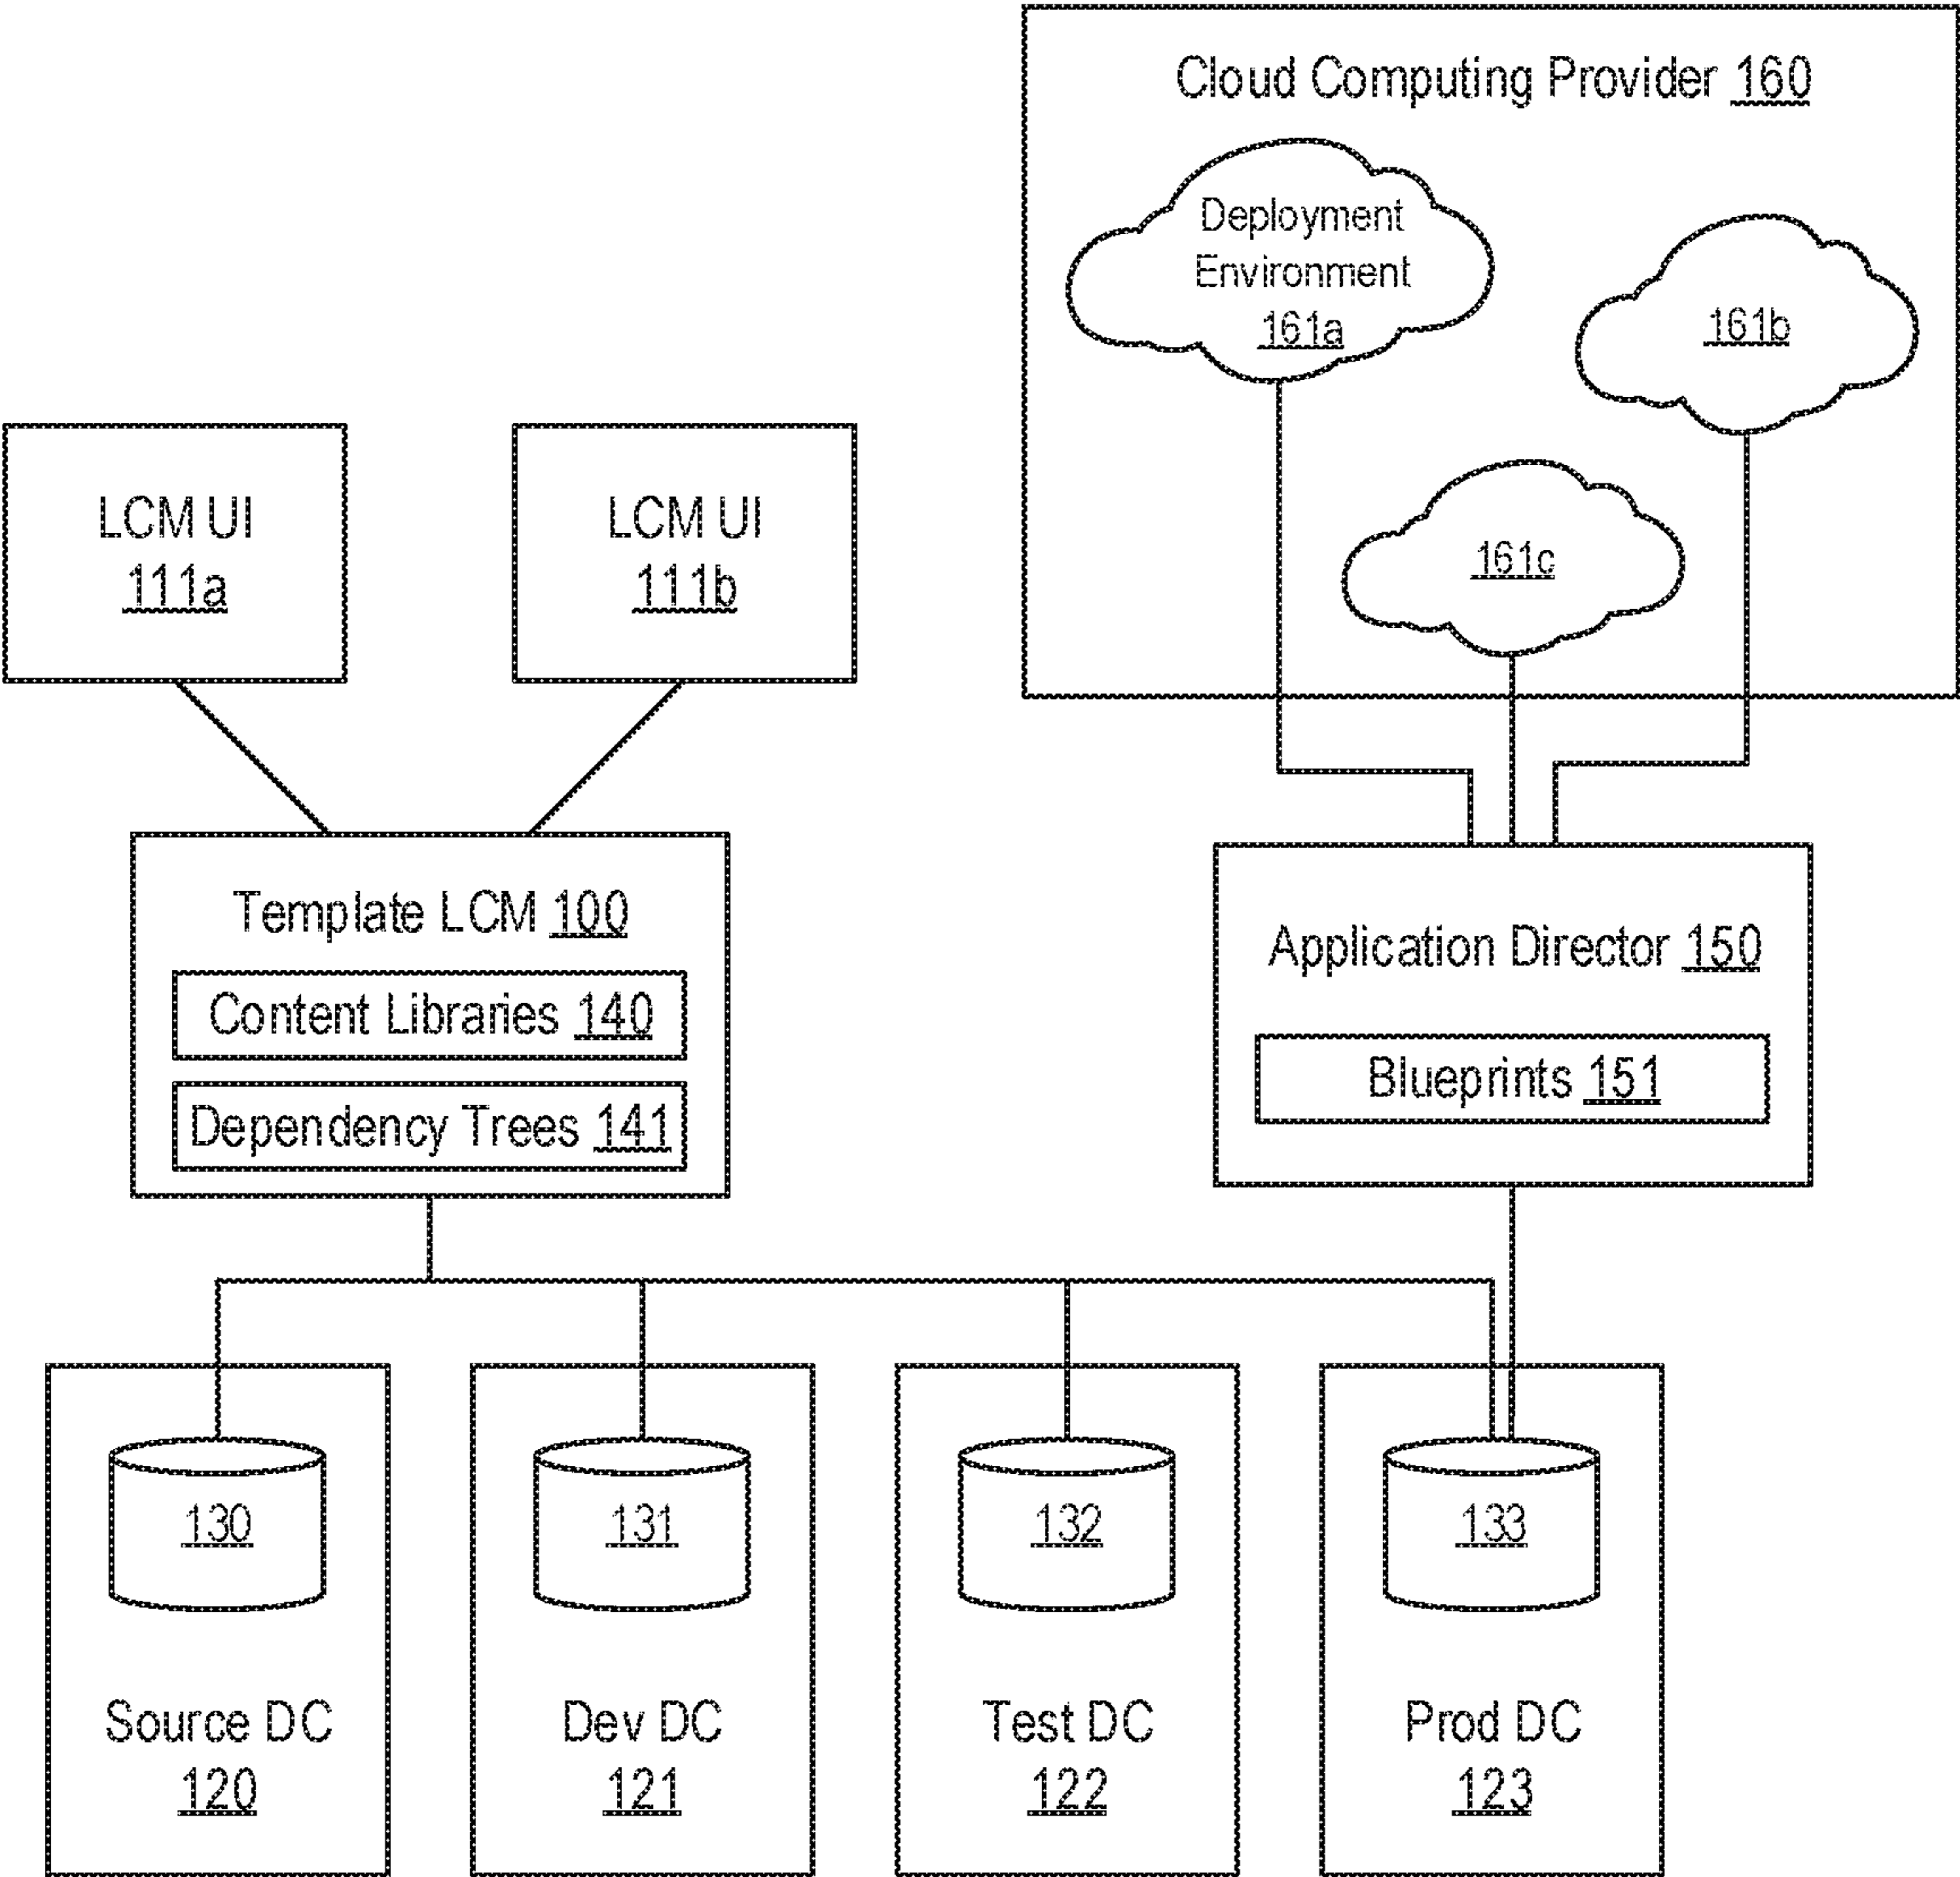 Cloud Computing Provider 160
Deployment
Environment
161a
161b
161c
LCM UI
111a
LCM UI
111b
Template LCM 100
Content Libraries 140
Dependency Trees 141
Application Director 150
Blueprints 151
130
131
132
133
Source DC
120
Dev DC
121
Test DC
122
Prod DC
123